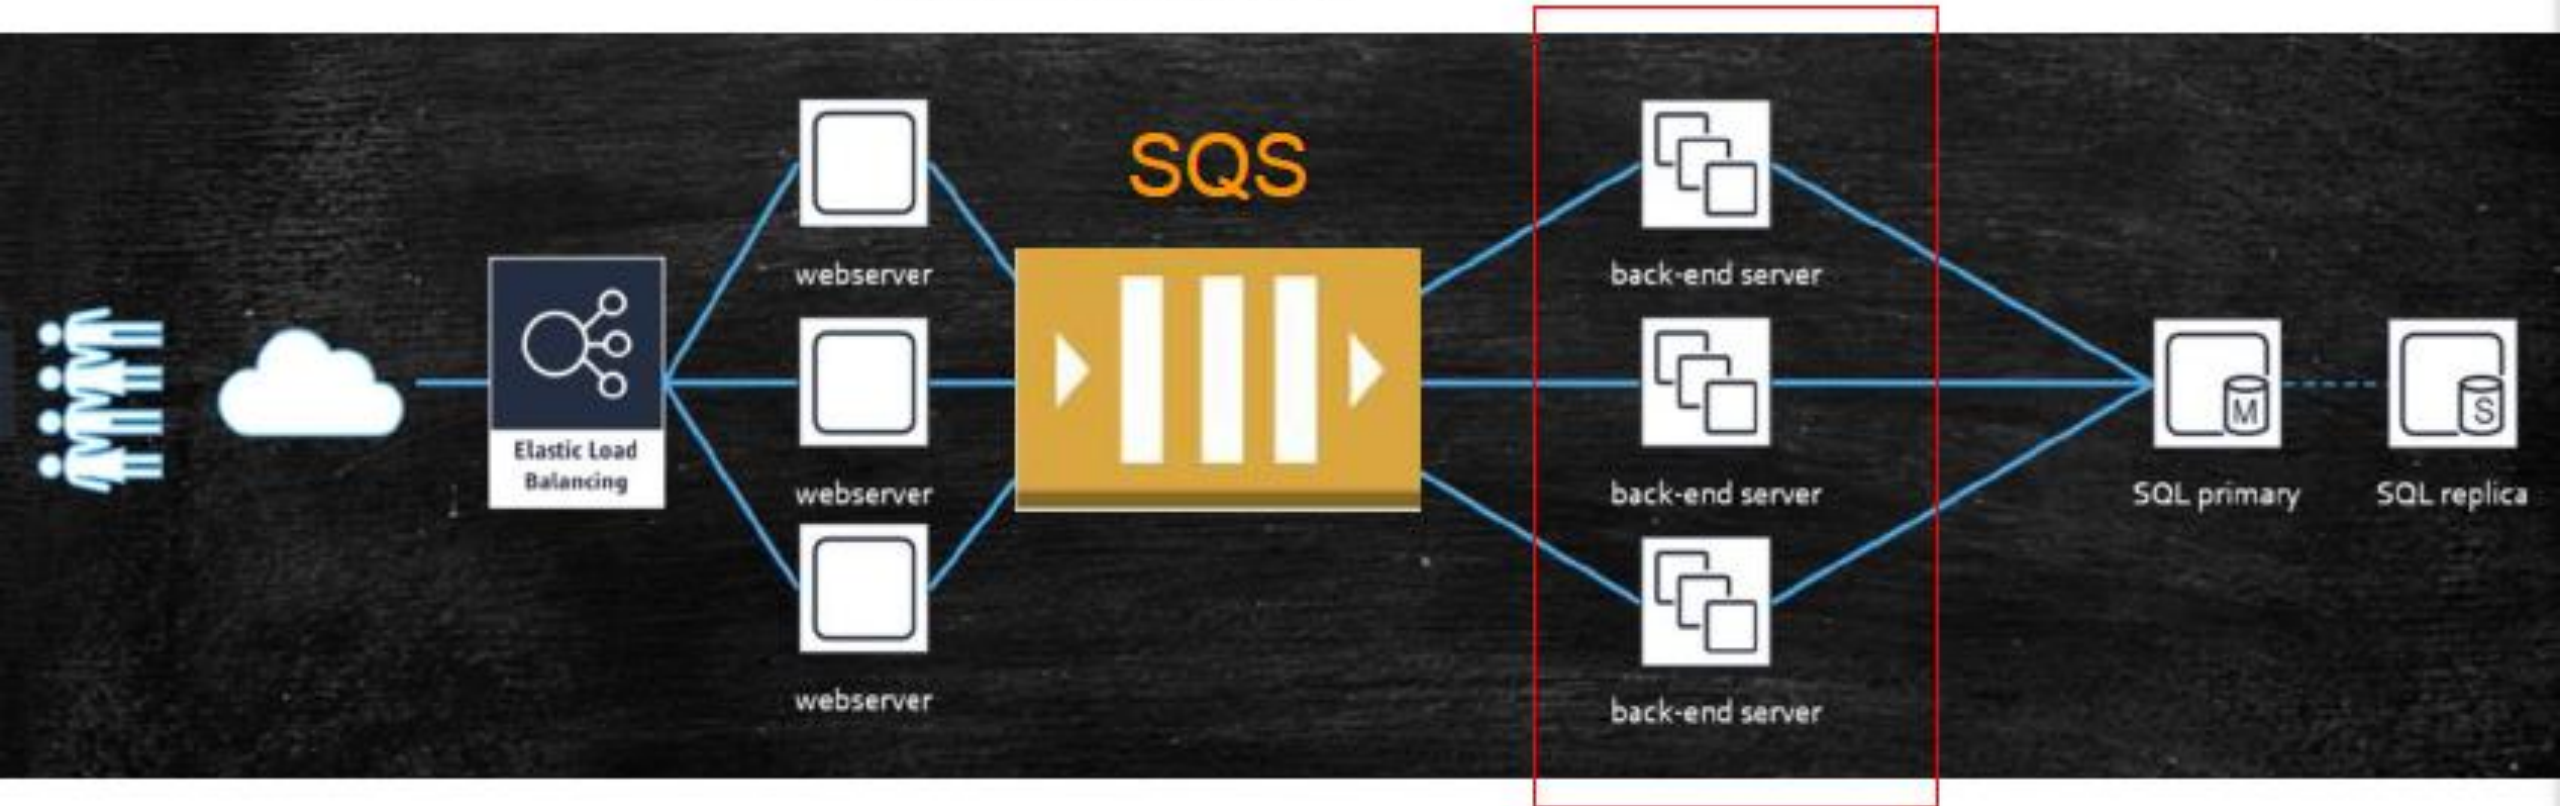 SQS
webserver
back-end server
Elastic Load
Balancing
webserver
back-end server
M
S
SQL primary
SQL replica
webserver
back-end server